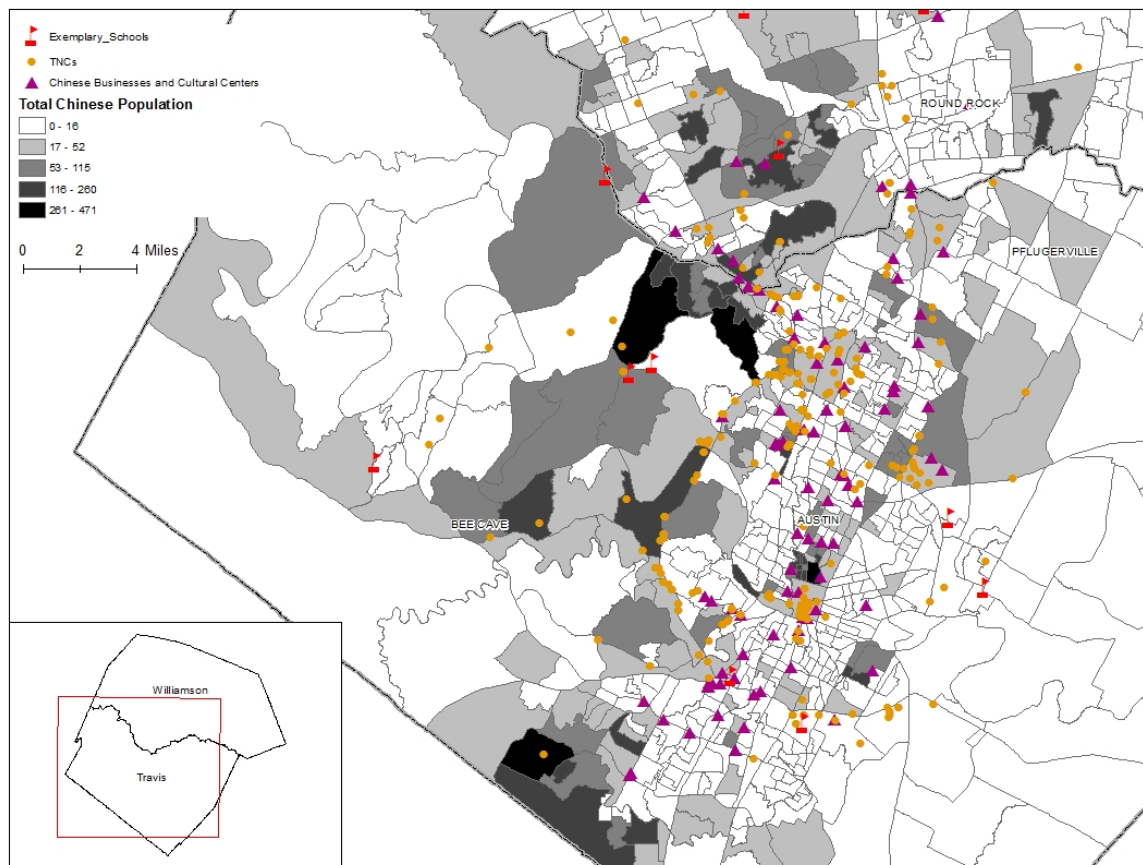 Exemplary_Schools
TNCs
Chinese Businesses and Cultural Centers
Total Chinese Population
0 - 16
17 - 52
53 - 115
116 - 260
261 - 471
0 2 4 Miles
ROUND ROCK
PFLUGERVILLE
BEE CAVE
AUSTIN
Williamson
Travis